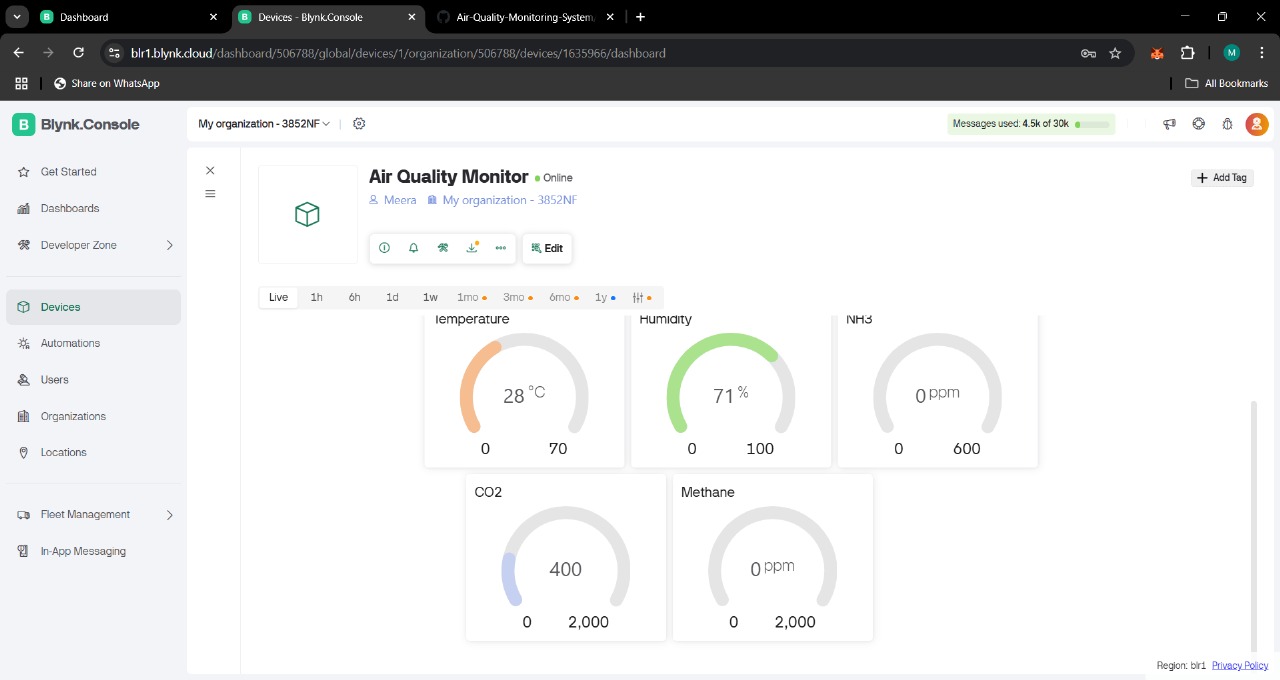 Dashboard
Devices - Blynk.Console
Air-Quality-Monitoring-System
blr1.blynk.cloud/dashboard/506788/global/devices/1/organization/506788/devices/1635966/dashboard
M
Share on WhatsApp
All Bookmarks
B Blynk.Console
My organization - 3852NF
Messages used: 4.5k of 30k
Get Started
Dashboards
Developer Zone
Devices
Automations
Users
Organizations
Locations
Fleet Management
In-App Messaging
Air Quality Monitor Online
Meera My organization - 3852NF
Add Tag
Edit
Live 1h 6h 1d 1w 1mo 3mo 6mo 1y
Temperature
28 °C
0 70
Humidity
71 %
0 100
NH3
0 ppm
0 600
CO2
400
0 2,000
Methane
0 ppm
0 2,000
Region: blr1 Privacy Policy